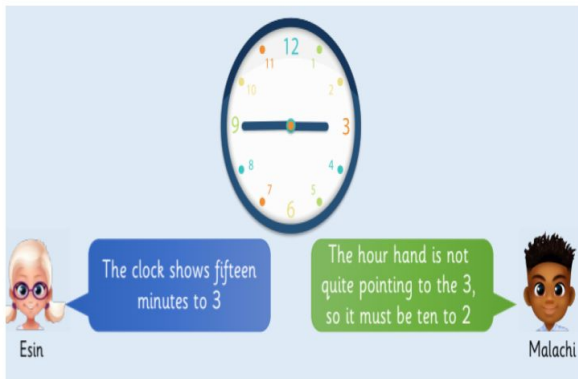 12
11
1
10
2
9
3
8
4
7
5
6
The clock shows fifteen
minutes to 3
The hour hand is not
quite pointing to the 3,
so it must be ten to 2
Esin
Malachi